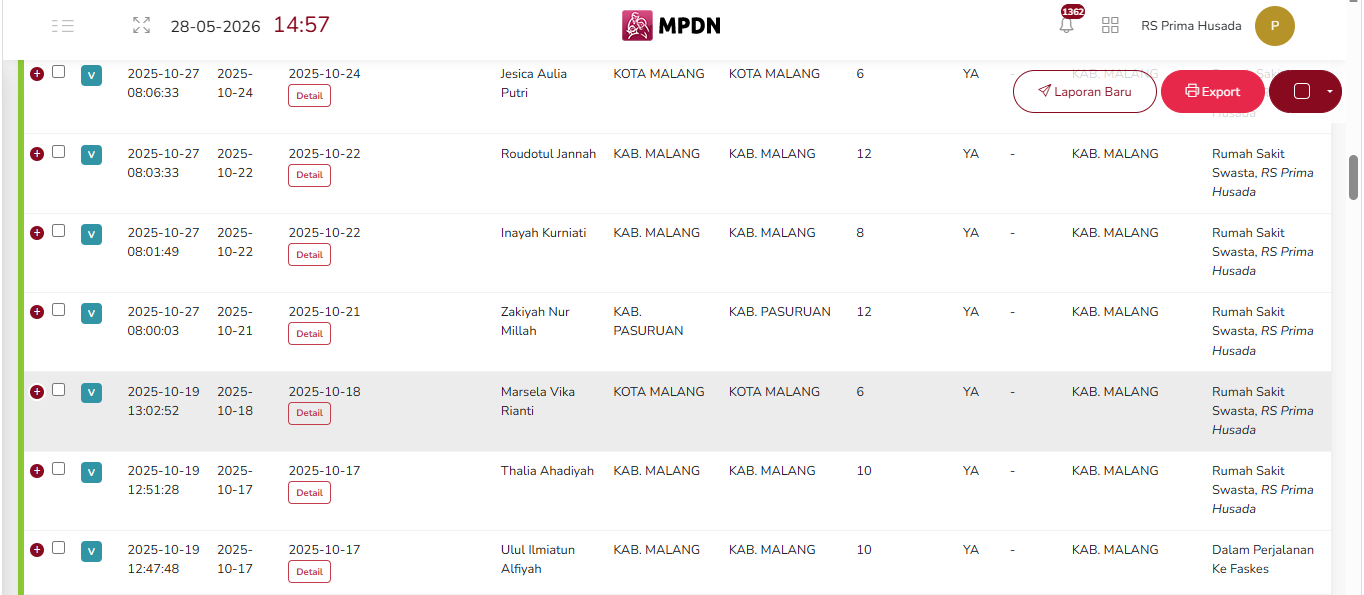 28-05-2026 14:57 MPDN 1362 RS Prima Husada P
+ V 2025-10-27 2025- 2025-10-24 Jesica Aulia KOTA MALANG KOTA MALANG 6 YA - KAB. MALANG Rumah Sakit
08:06:33 10-24 Detail Putri
Laporan Baru Export
Husada
+ V 2025-10-27 2025- 2025-10-22 Roudotul Jannah KAB. MALANG KAB. MALANG 12 YA - KAB. MALANG Rumah Sakit
08:03:33 10-22 Detail Swasta, RS Prima
Husada
+ V 2025-10-27 2025- 2025-10-22 Inayah Kurniati KAB. MALANG KAB. MALANG 8 YA - KAB. MALANG Rumah Sakit
08:01:49 10-22 Detail Swasta, RS Prima
Husada
+ V 2025-10-27 2025- 2025-10-21 Zakiyah Nur KAB. KAB. PASURUAN 12 YA - KAB. MALANG Rumah Sakit
08:00:03 10-21 Detail Millah PASURUAN Swasta, RS Prima
Husada
+ V 2025-10-19 2025- 2025-10-18 Marsela Vika KOTA MALANG KOTA MALANG 6 YA - KAB. MALANG Rumah Sakit
13:02:52 10-18 Detail Rianti Swasta, RS Prima
Husada
+ V 2025-10-19 2025- 2025-10-17 Thalia Ahadiyah KAB. MALANG KAB. MALANG 10 YA - KAB. MALANG Rumah Sakit
12:51:28 10-17 Detail Swasta, RS Prima
Husada
+ V 2025-10-19 2025- 2025-10-17 Ulul Ilmiatun KAB. MALANG KAB. MALANG 10 YA - KAB. MALANG Dalam Perjalanan
12:47:48 10-17 Detail Alfiyah Ke Faskes